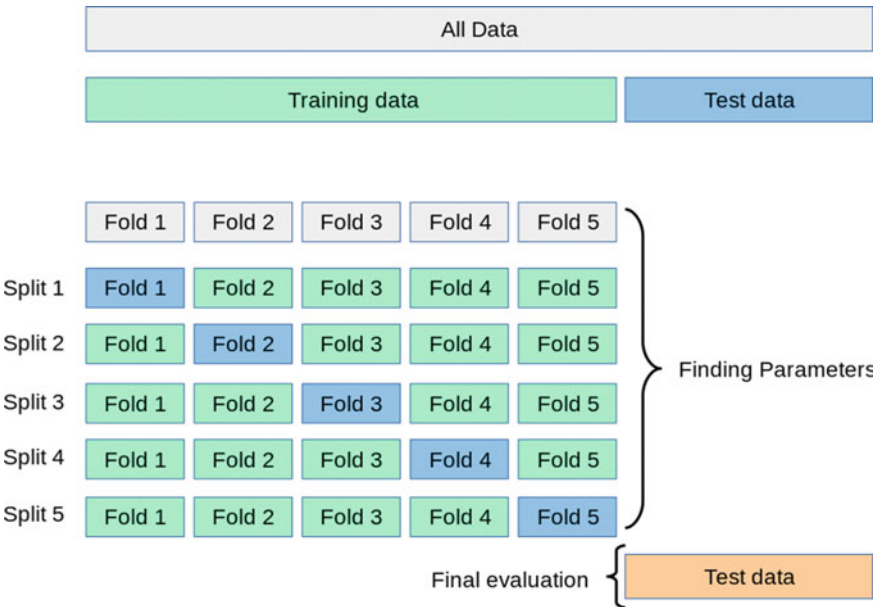 All Data
Training data Test data
Fold 1 Fold 2 Fold 3 Fold 4 Fold 5
Split 1 Fold 1 Fold 2 Fold 3 Fold 4 Fold 5
Split 2 Fold 1 Fold 2 Fold 3 Fold 4 Fold 5
Finding Parameters
Split 3 Fold 1 Fold 2 Fold 3 Fold 4 Fold 5
Split 4 Fold 1 Fold 2 Fold 3 Fold 4 Fold 5
Split 5 Fold 1 Fold 2 Fold 3 Fold 4 Fold 5
Final evaluation Test data